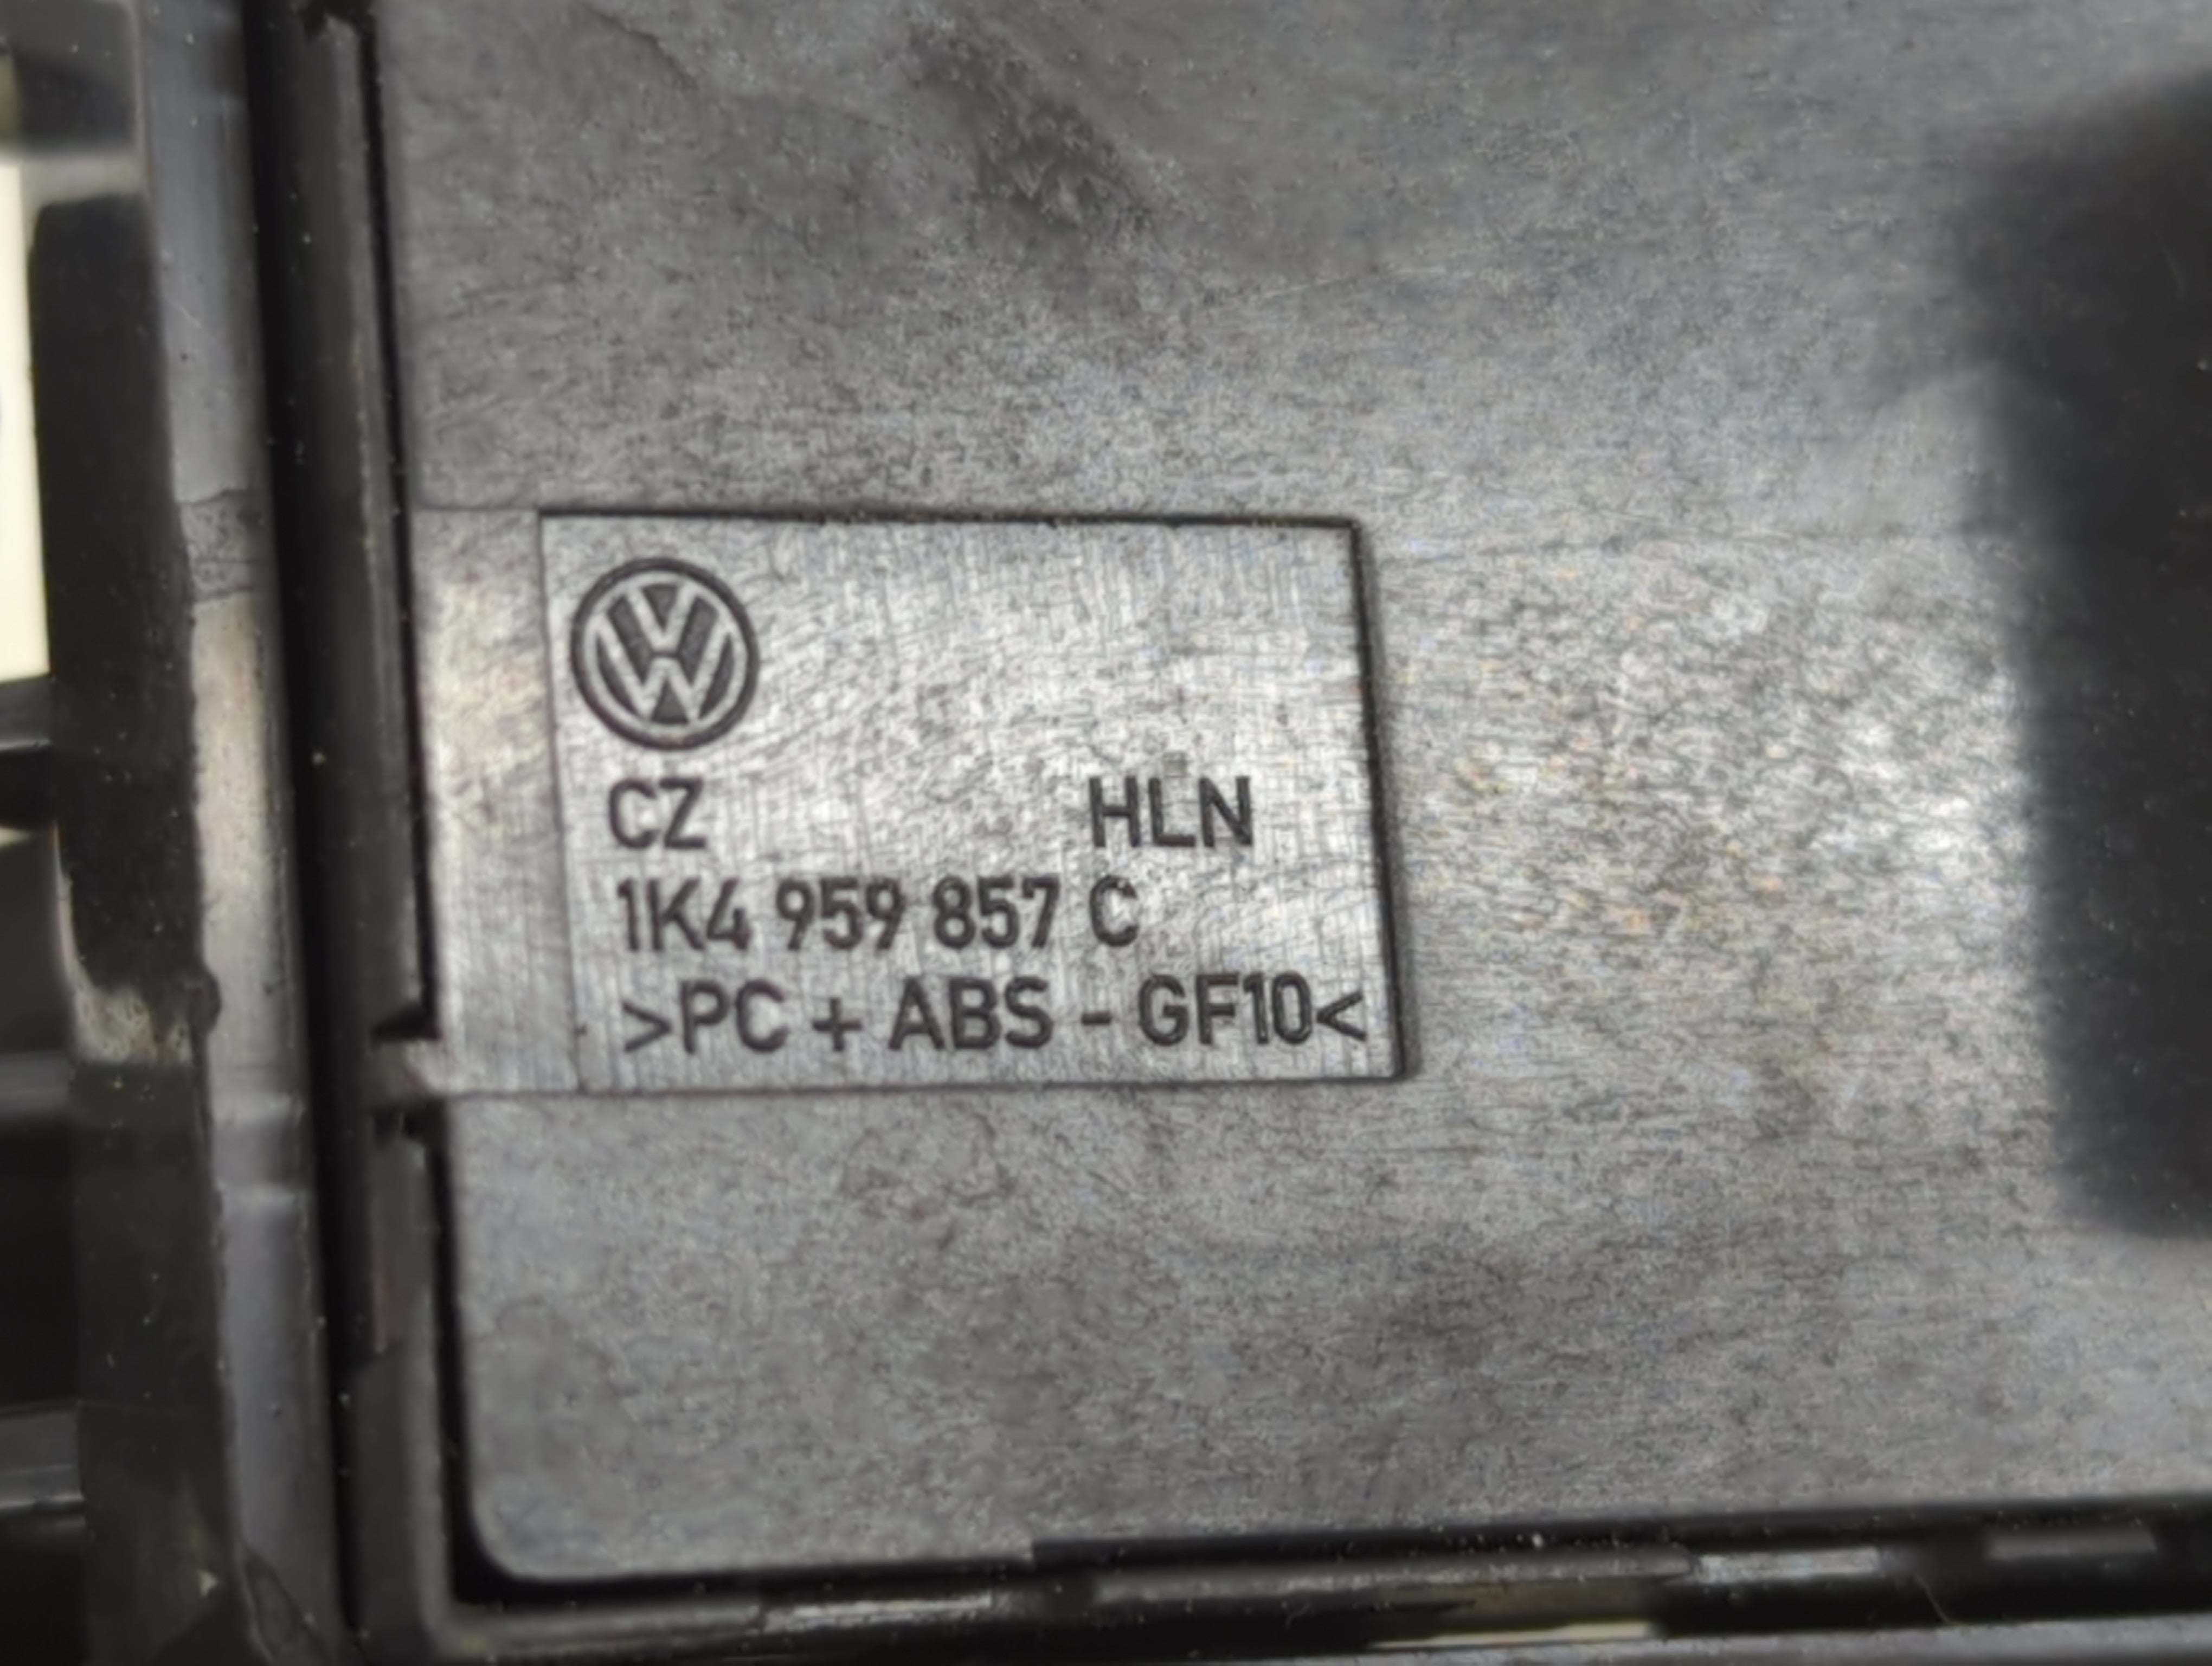 CZ HLN
1K4 959 857 C
>PC + ABS - GF10<